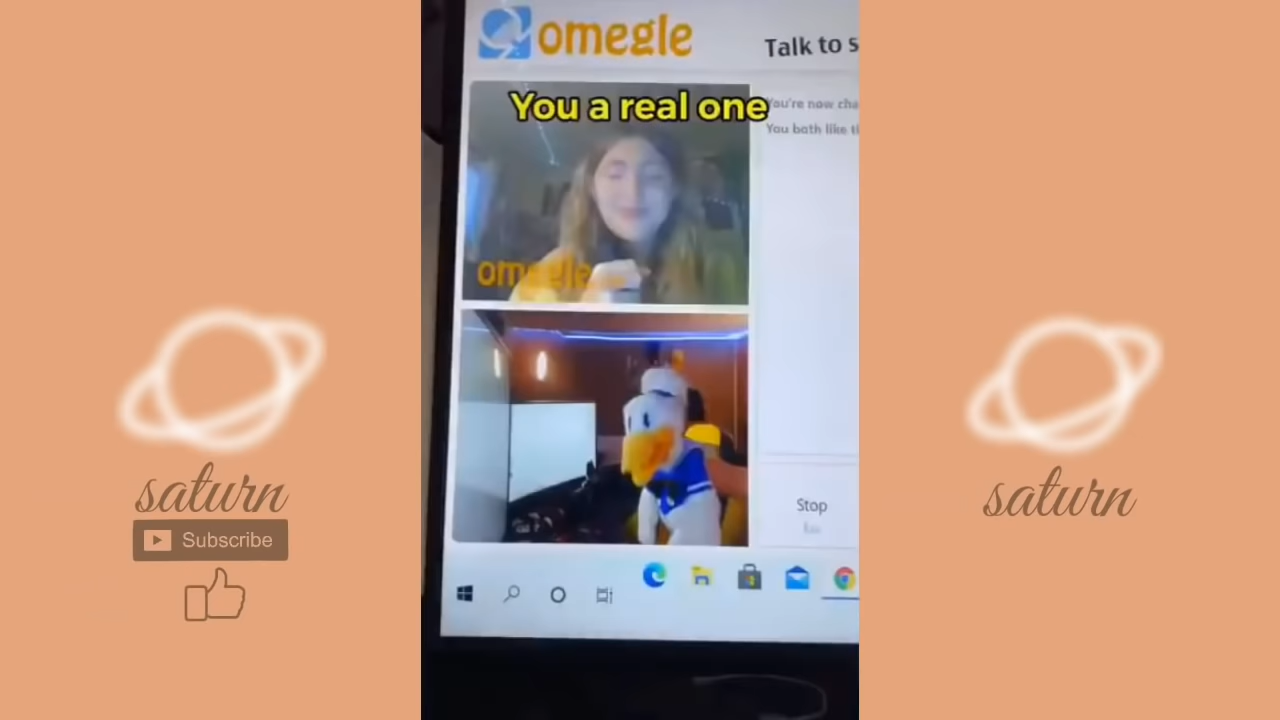 omegle
Talk to s
You a real one
You're now cha
You both like t
omegle
Stop
saturn
Subscribe
saturn